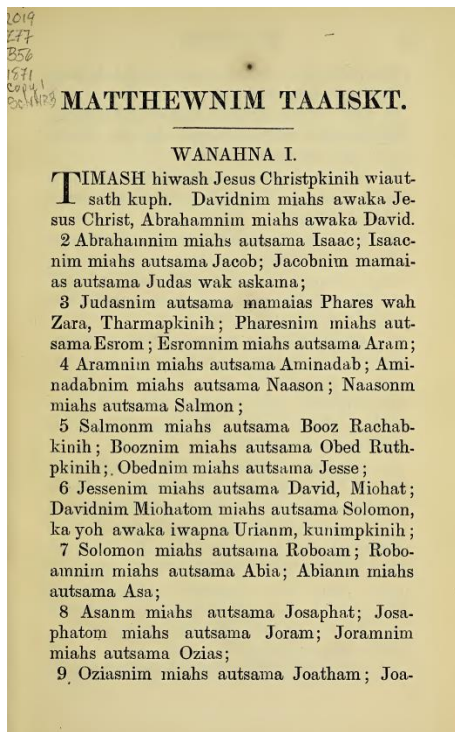 2019
Z77
B56
1871
copy 1
MATTHEWNIM TAAISKT.
WANAHNA I.
TIMASH hiwash Jesus Christpkinih wiaut-
sath kuph. Davidnim miahs awaka Je-
sus Christ, Abrahamnim miahs awaka David.
2 Abrahamnim miahs autsama Isaac; Isaac-
nim miahs autsama Jacob; Jacobnim mamai-
as autsama Judas wak askama;
3 Judasnim autsama mamaias Phares wah
Zara, Tharmapkinih; Pharesnim miahs aut-
sama Esrom; Esromnim miahs autsama Aram;
4 Aramnim miahs autsama Aminadab; Ami-
nadabnim miahs autsama Naason; Naasonm
miahs autsama Salmon;
5 Salmonm miahs autsama Booz Rachab-
kinih; Booznim miahs autsama Obed Ruth-
pkinih; Obednim miahs autsama Jesse;
6 Jessenim miahs autsama David, Miohat;
Davidnim Miohatom miahs autsama Solomon,
ka yoh awaka iwapna Urianm, kunimpkinih;
7 Solomon miahs autsama Roboam; Robo-
amnim miahs autsama Abia; Abianm miahs
autsama Asa;
8 Asanm miahs autsama Josaphat; Josa-
phatom miahs autsama Joram; Joramnim
miahs autsama Ozias;
9 Oziasnim miahs autsama Joatham; Joa-